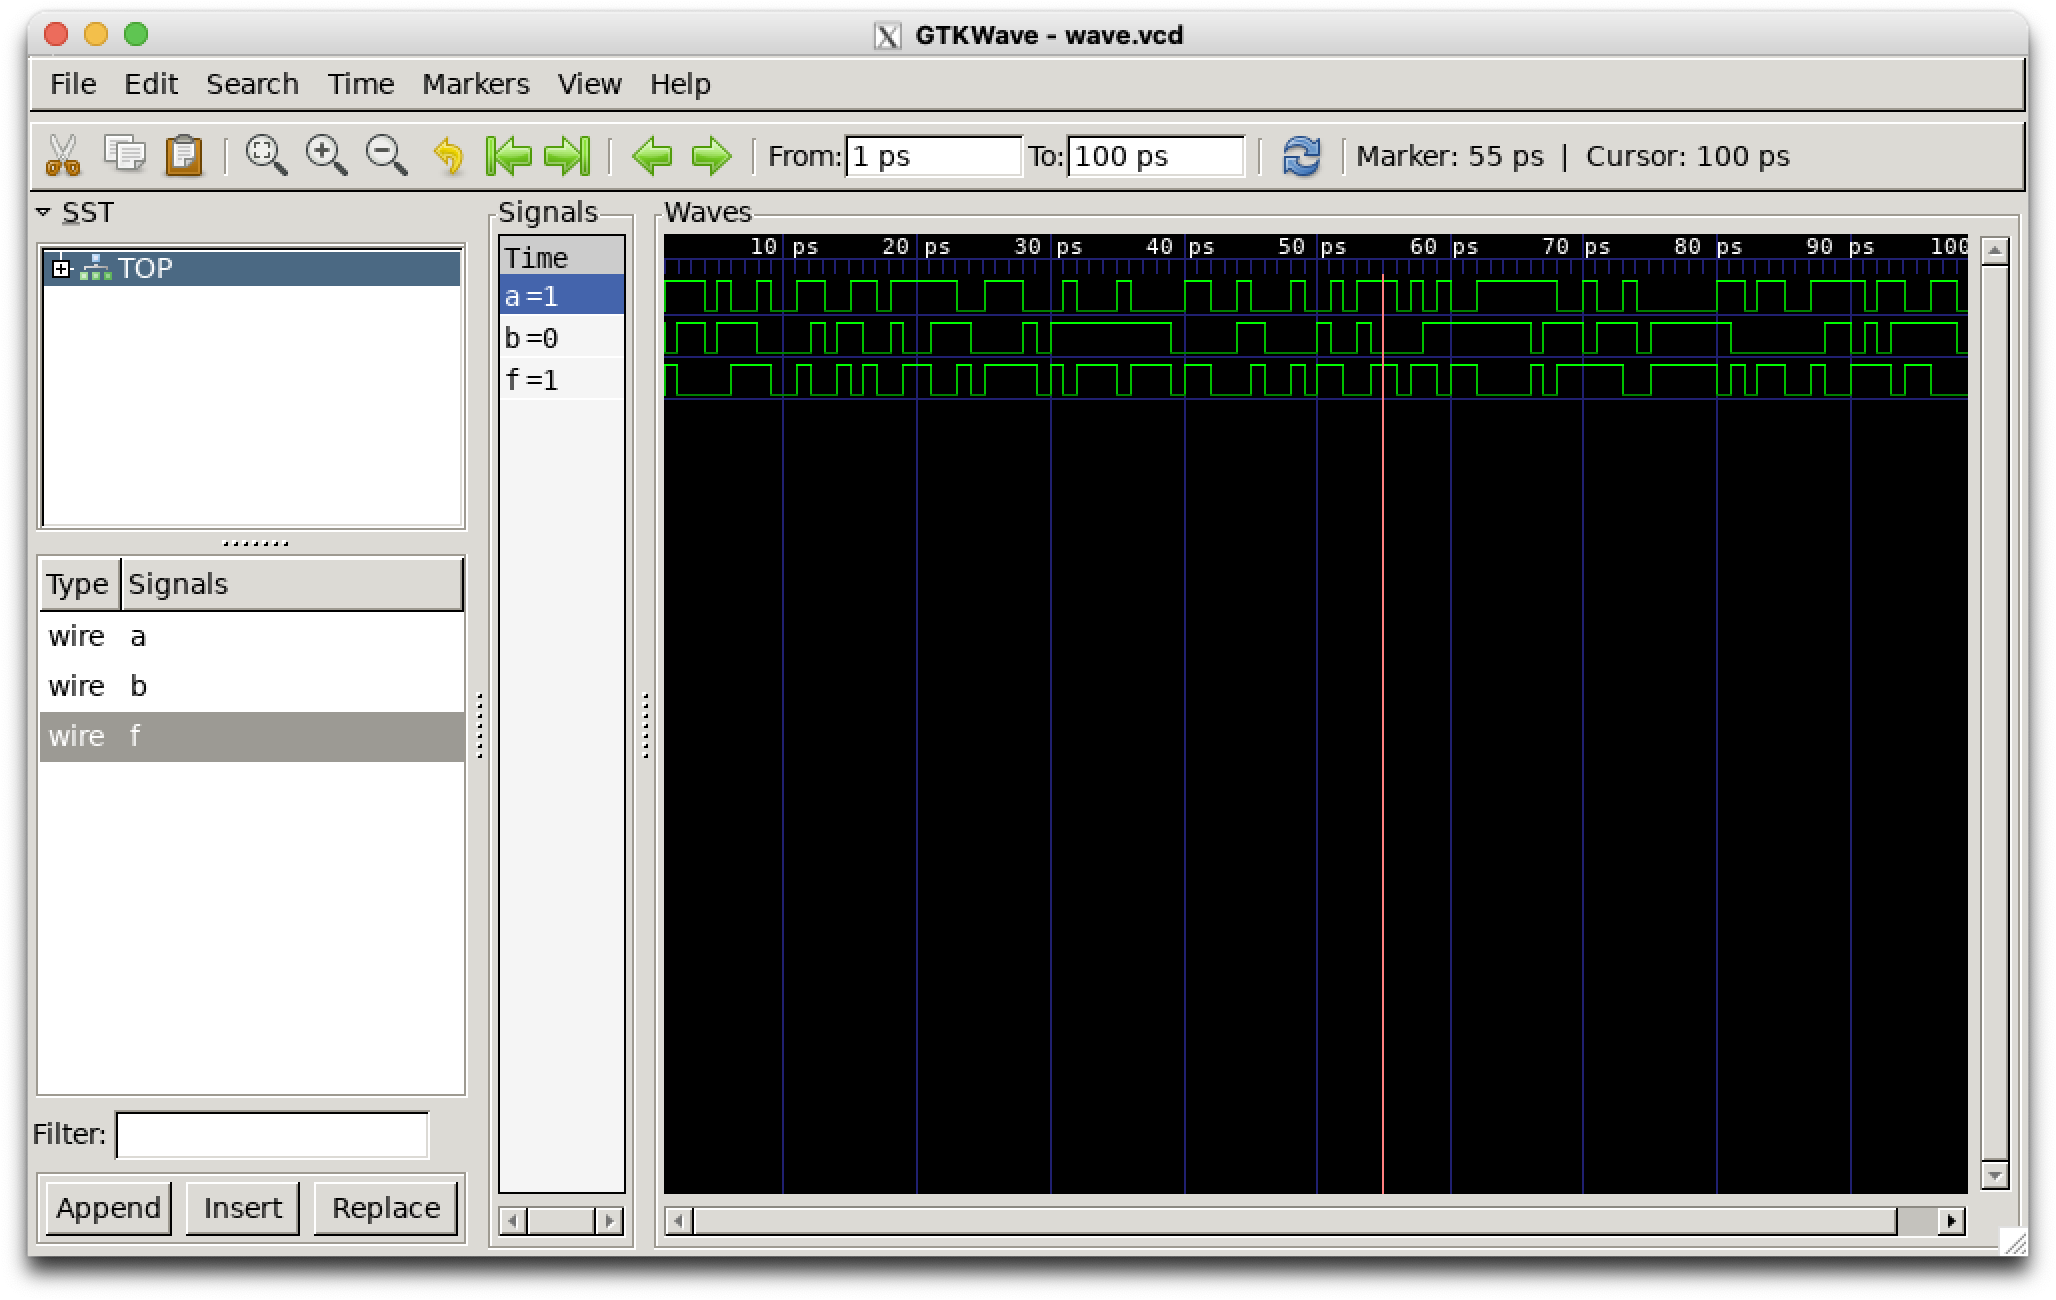 GTKWave - wave.vcd
File Edit Search Time Markers View Help
From: 1 ps To: 100 ps Marker: 55 ps | Cursor: 100 ps
SST
TOP
Type Signals
wire a
wire b
wire f
Filter:
Append Insert Replace
Signals
Time
a=1
b=0
f=1
Waves
10 ps 20 ps 30 ps 40 ps 50 ps 60 ps 70 ps 80 ps 90 ps 100